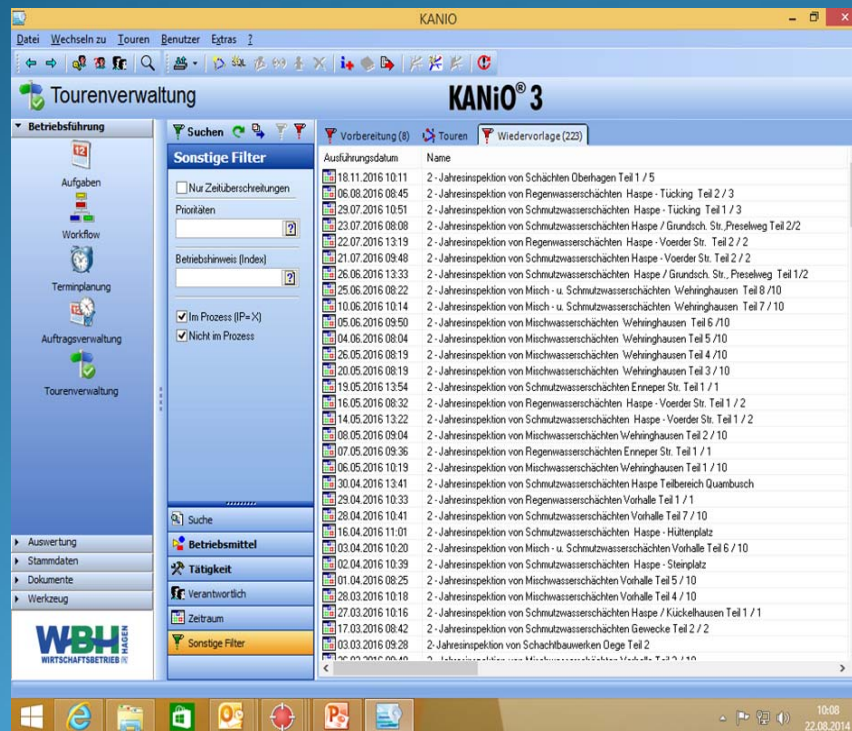 KANIO
Datei Wechseln zu Touren Benutzer Extras ?
Tourenverwaltung
KANiO® 3
Betriebsführung
Aufgaben
Workflow
Terminplanung
Auftragsverwaltung
Tourenverwaltung
Auswertung
Stammdaten
Dokumente
Werkzeug
WBH HAGEN
WIRTSCHAFTSBETRIEB
Suchen
Sonstige Filter
Nur Zeitüberschreitungen
Prioritäten
Betriebshinweis (Index)
Im Prozess (IP=X)
Nicht im Prozess
Suche
Betriebsmittel
Tätigkeit
Verantwortlich
Zeitraum
Sonstige Filter
Vorbereitung (8) Touren Wiedervorlage (223)
Ausführungsdatum Name
18.11.2016 10:11 2 - Jahresinspektion von Schächten Oberhagen Teil 1 / 5
06.08.2016 08:45 2 - Jahresinspektion von Regenwasserschächten Haspe - Tücking Teil 2 / 3
29.07.2016 10:51 2 - Jahresinspektion von Schmutzwasserschächten Haspe - Tücking Teil 1 / 3
23.07.2016 08:08 2 - Jahresinspektion von Schmutzwasserschächten Haspe / Grundsch. Str.,Preselweg Teil 2/2
22.07.2016 13:19 2 - Jahresinspektion von Regenwasserschächten Haspe - Voerder Str. Teil 2 / 2
21.07.2016 09:48 2 - Jahresinspektion von Schmutzwasserschächten Haspe - Voerder Str. Teil 2 / 2
26.06.2016 13:33 2 - Jahresinspektion von Schmutzwasserschächten Haspe / Grundsch. Str., Preselweg Teil 1/2
25.06.2016 08:22 2 - Jahresinspektion von Misch - u. Schmutzwasserschächten Wehringhausen Teil 8 /10
10.06.2016 10:14 2 - Jahresinspektion von Misch - u. Schmutzwasserschächten Wehringhausen Teil 7 / 10
05.06.2016 09:50 2 - Jahresinspektion von Mischwasserschächten Wehringhausen Teil 6 /10
04.06.2016 08:04 2 - Jahresinspektion von Mischwasserschächten Wehringhausen Teil 5 /10
26.05.2016 08:19 2 - Jahresinspektion von Mischwasserschächten Wehringhausen Teil 4 /10
20.05.2016 08:19 2 - Jahresinspektion von Mischwasserschächten Wehringhausen Teil 3 / 10
19.05.2016 13:54 2 - Jahresinspektion von Schmutzwasserschächten Enneper Str. Teil 1 / 1
16.05.2016 08:32 2 - Jahresinspektion von Regenwasserschächten Haspe - Voerder Str. Teil 1 / 2
14.05.2016 13:22 2 - Jahresinspektion von Schmutzwasserschächten Haspe - Voerder Str. Teil 1 / 2
08.05.2016 09:04 2 - Jahresinspektion von Mischwasserschächten Wehringhausen Teil 2 / 10
07.05.2016 09:36 2 - Jahresinspektion von Regenwasserschächten Enneper Str. Teil 1 / 1
06.05.2016 10:19 2 - Jahresinspektion von Mischwasserschächten Wehringhausen Teil 1 / 10
30.04.2016 13:41 2 - Jahresinspektion von Schmutzwasserschächten Haspe Teilbereich Quambusch
29.04.2016 10:33 2 - Jahresinspektion von Regenwasserschächten Vorhalle Teil 1 / 1
28.04.2016 10:41 2 - Jahresinspektion von Schmutzwasserschächten Vorhalle Teil 7 / 10
16.04.2016 11:01 2 - Jahresinspektion von Schmutzwasserschächten Haspe - Hüttenplatz
03.04.2016 10:20 2 - Jahresinspektion von Misch - u. Schmutzwasserschächten Vorhalle Teil 6 / 10
02.04.2016 10:39 2 - Jahresinspektion von Schmutzwasserschächten Haspe - Steinplatz
01.04.2016 08:25 2 - Jahresinspektion von Mischwasserschächten Vorhalle Teil 5 / 10
28.03.2016 10:18 2 - Jahresinspektion von Mischwasserschächten Vorhalle Teil 4 / 10
27.03.2016 10:16 2 - Jahresinspektion von Schmutzwasserschächten Haspe / Kückelhausen Teil 1 / 1
17.03.2016 08:42 2 - Jahresinspektion von Schmutzwasserschächten Gewecke Teil 2 / 2
03.03.2016 09:28 2- Jahresinspektion von Schachtbauwerken Oege Teil 2
10:08
22.08.2014